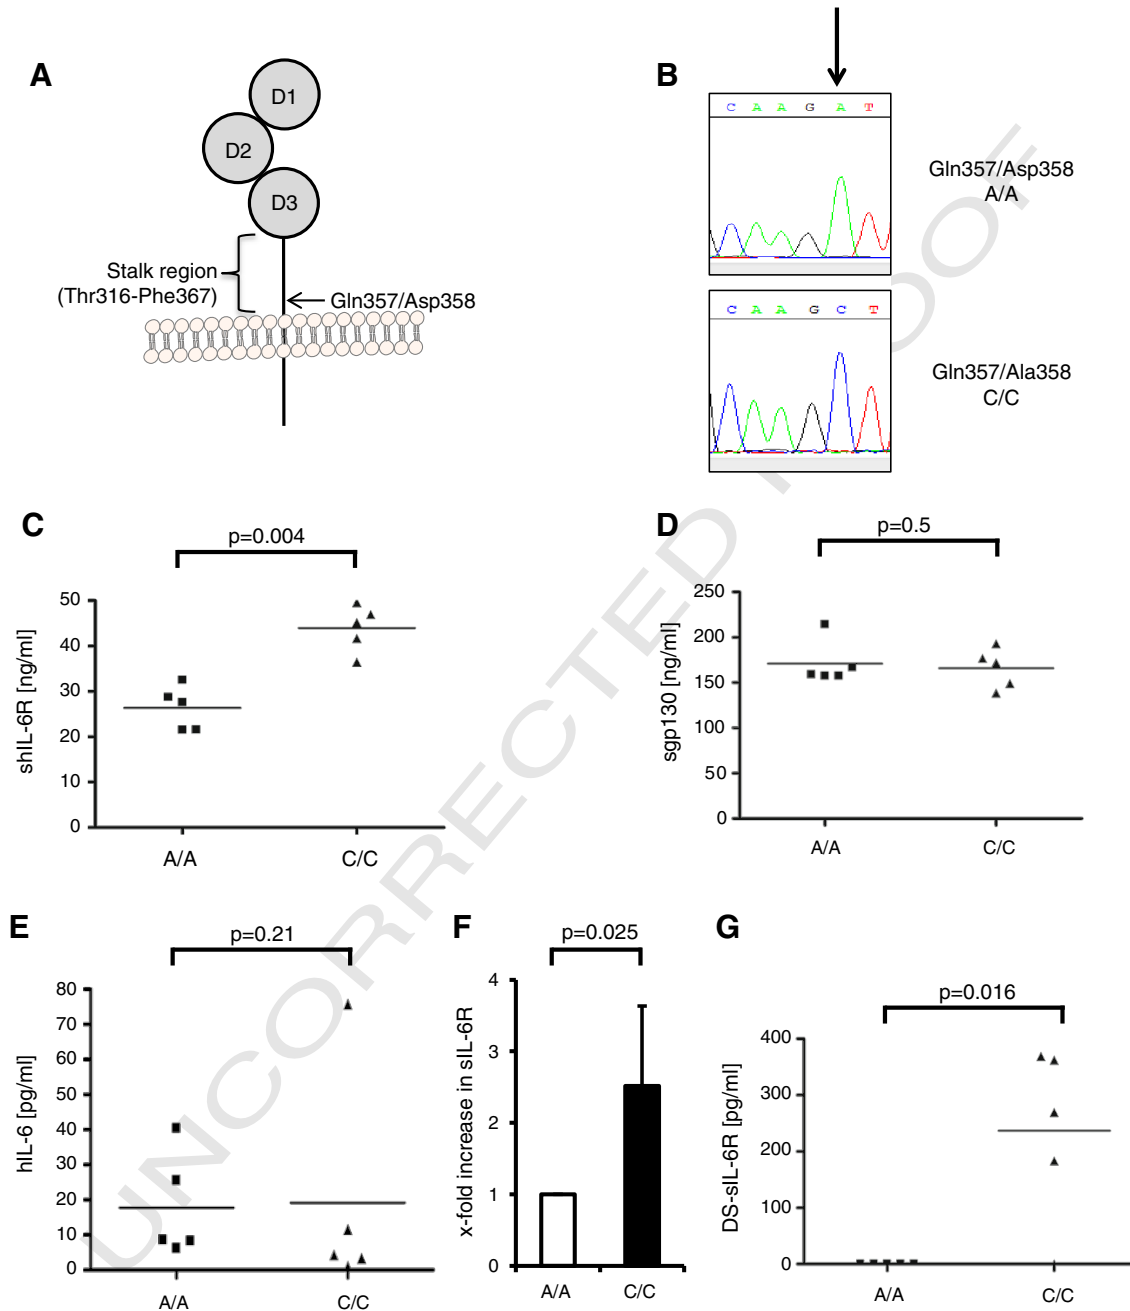 A
D1
D2
D3
Stalk region
(Thr316-Phe367)
Gln357/Asp358
B
C A A G A T
Gln357/Asp358
A/A
C A A G C T
Gln357/Ala358
C/C
C
p=0.004
shIL-6R [ng/ml]
50
40
30
20
10
0
A/A
C/C
D
p=0.5
sgp130 [ng/ml]
250
200
150
100
50
0
A/A
C/C
E
p=0.21
hIL-6 [pg/ml]
80
70
60
50
40
30
20
10
0
A/A
C/C
F
p=0.025
x-fold increase in sIL-6R
4
3
2
1
0
A/A
C/C
G
p=0.016
DS-sIL-6R [pg/ml]
400
300
200
100
0
A/A
C/C
UNCORRECTED PROOF